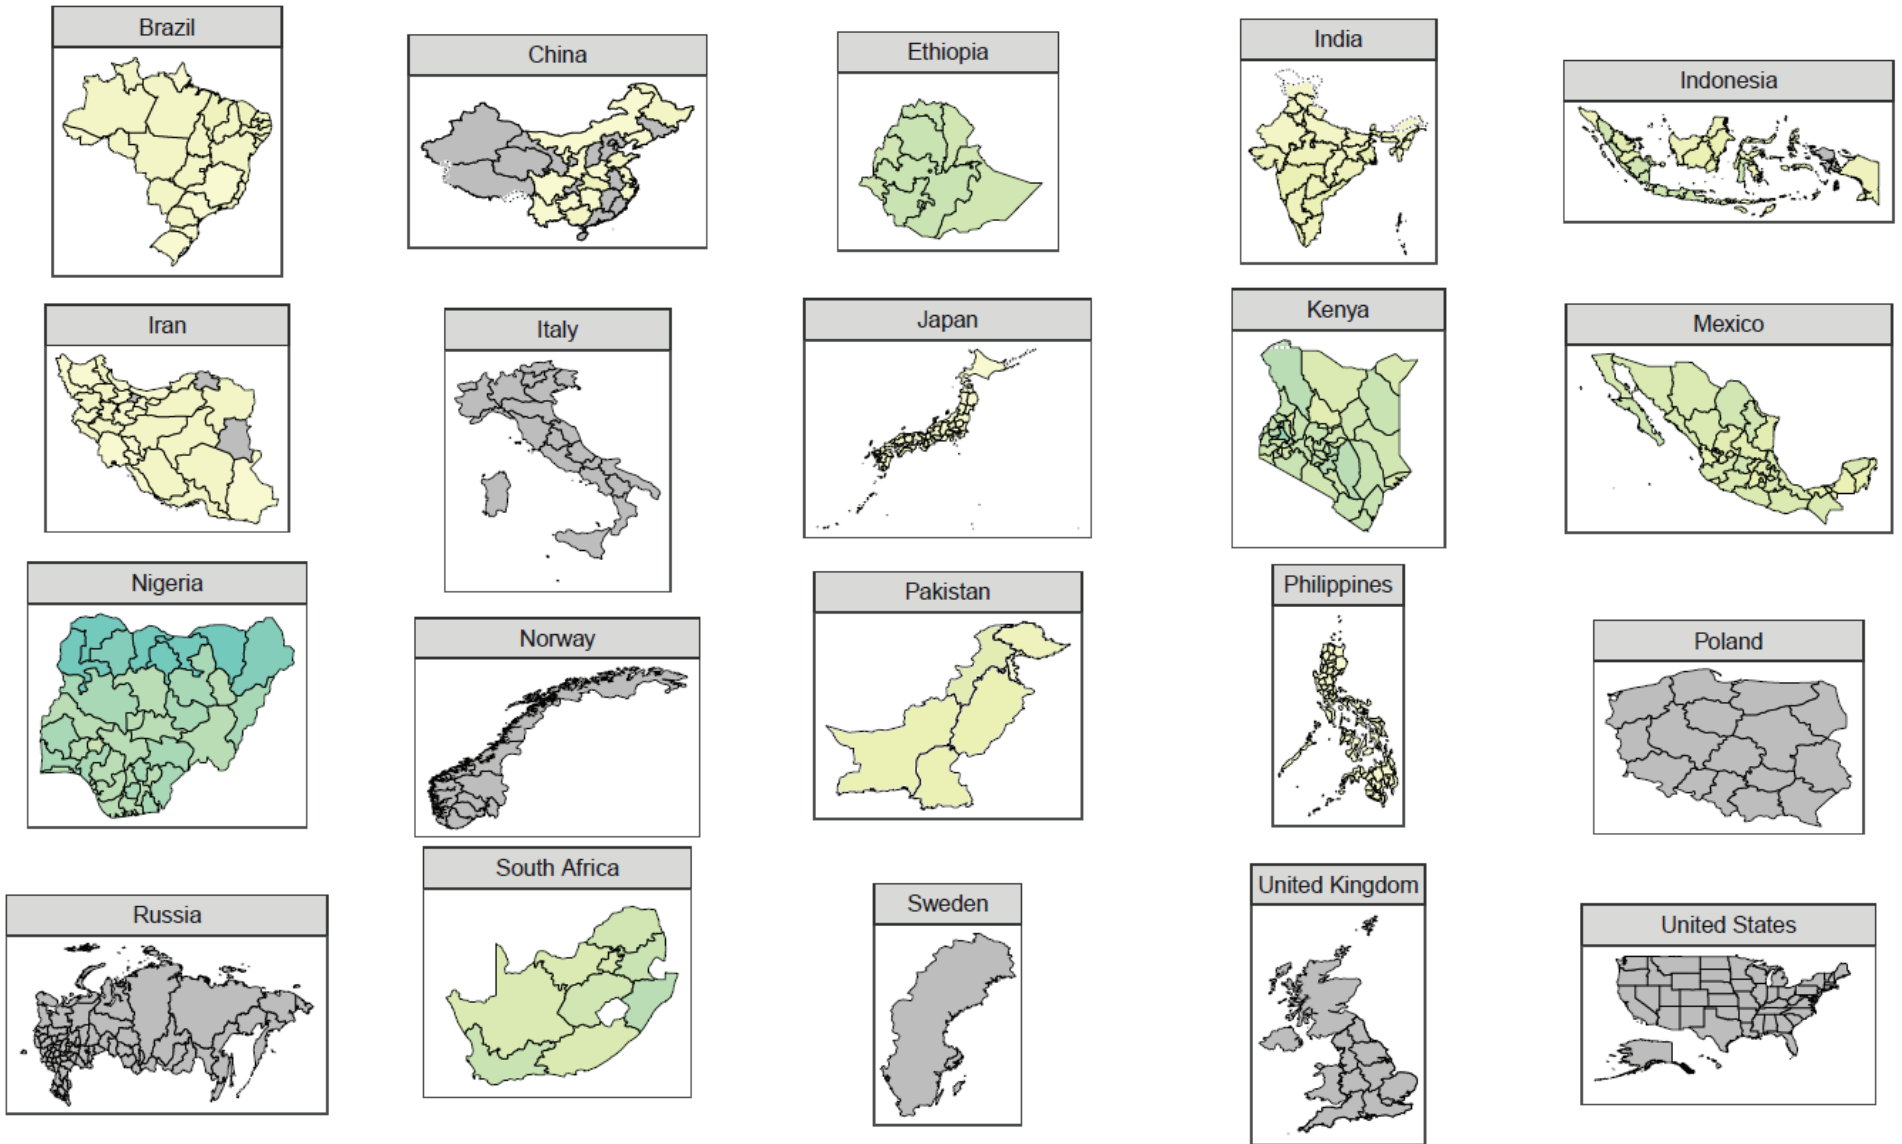 Brazil
China
Ethiopia
India
Indonesia
Iran
Italy
Japan
Kenya
Mexico
Nigeria
Norway
Pakistan
Philippines
Poland
Russia
South Africa
Sweden
United Kingdom
United States